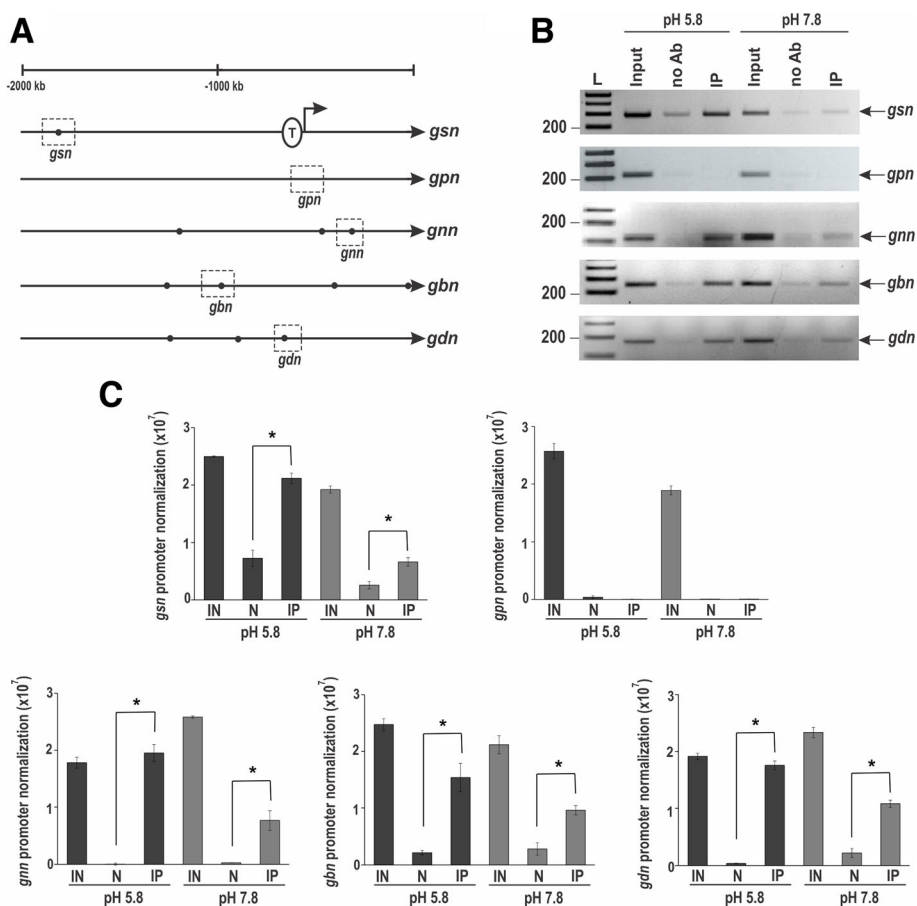 A
-2000 kb
-1000 kb
T
gsn
gsn
gpn
gpn
gnn
gnn
gbn
gbn
gdn
gdn
B
pH 5.8
pH 7.8
L
Input
no Ab
IP
Input
no Ab
IP
200
gsn
200
gpn
200
gnn
200
gbn
200
gdn
C
gsn promoter normalization (x10⁷)
3
2
1
0
IN
N
*
IP
IN
N
*
IP
pH 5.8
pH 7.8
gpn promoter normalization (x10⁷)
3
2
1
0
IN
N
IP
IN
N
IP
pH 5.8
pH 7.8
gnn promoter normalization (x10⁷)
3
2
1
0
IN
N
*
IP
IN
N
*
IP
pH 5.8
pH 7.8
gbn promoter normalization (x10⁷)
3
2
1
0
IN
N
*
IP
IN
N
*
IP
pH 5.8
pH 7.8
gdn promoter normalization (x10⁷)
3
2
1
0
IN
N
*
IP
IN
N
*
IP
pH 5.8
pH 7.8